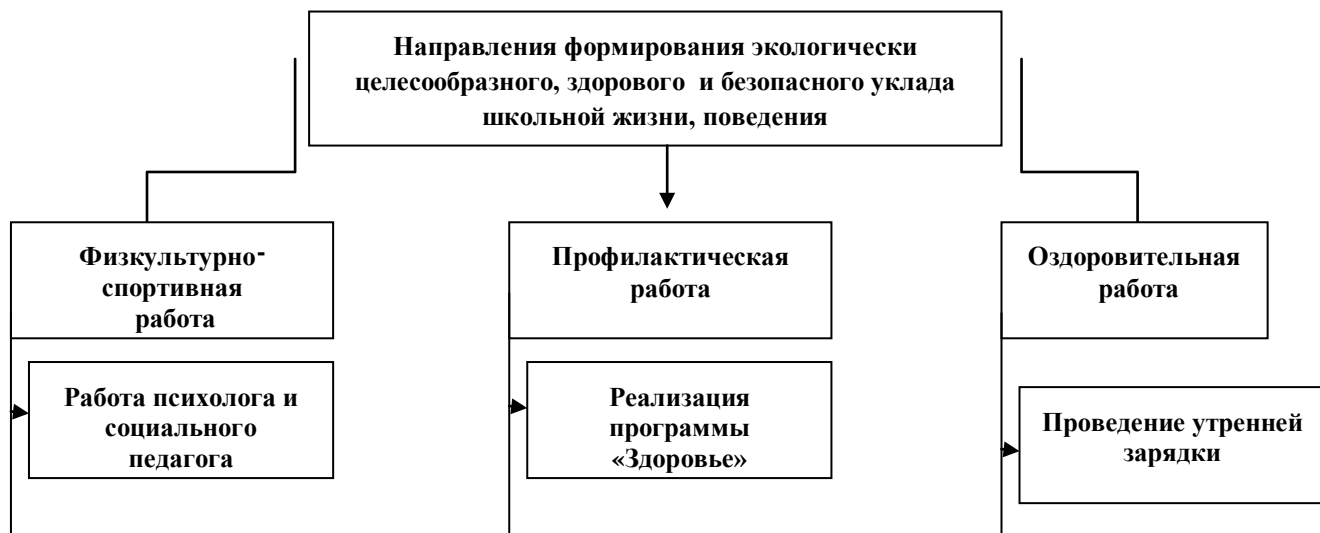 Направления формирования экологически
целесообразного, здорового и безопасного уклада
школьной жизни, поведения
Физкультурно-
спортивная
работа
Профилактическая
работа
Оздоровительная
работа
Работа психолога и
социального
педагога
Реализация
программы
«Здоровье»
Проведение утренней
зарядки